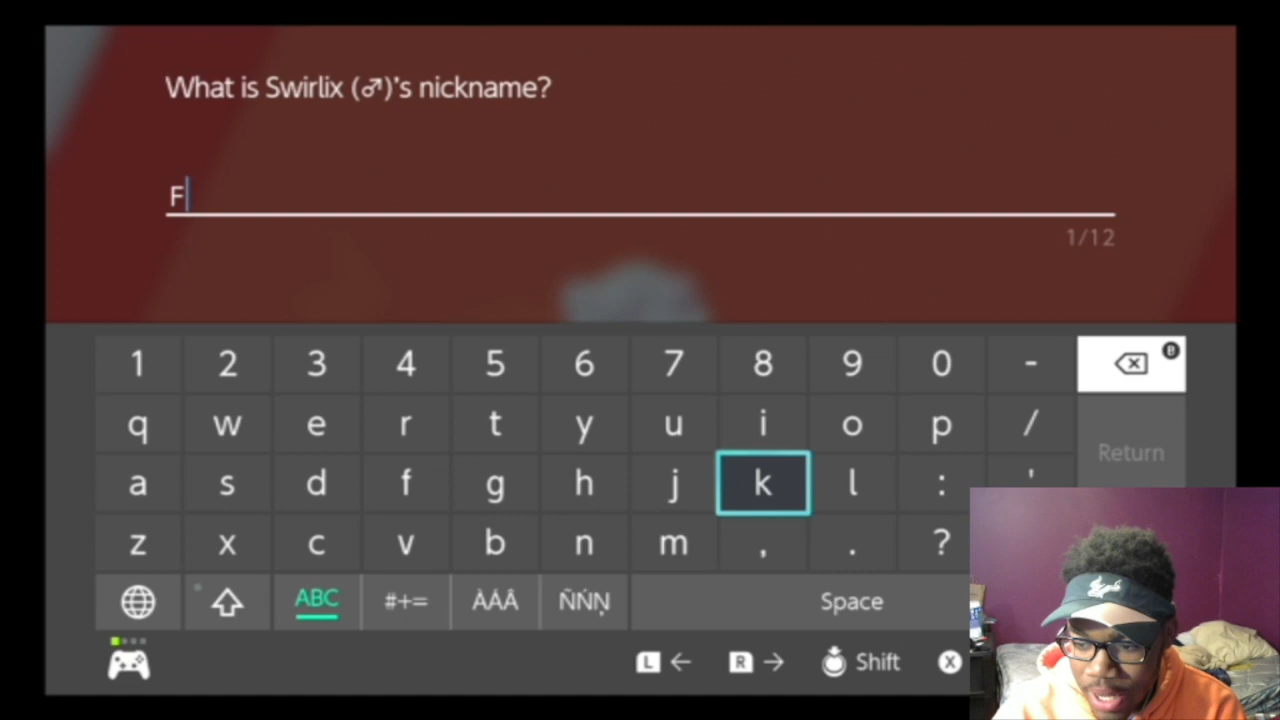 What is Swirlix (♂)'s nickname?
F
1/12
1 2 3 4 5 6 7 8 9 0 -
q w e r t y u i o p /
Return
a s d f g h j k l : '
z x c v b n m , . ?
ABC #+= ÀÁÂ ÑŃŅ Space
L ← R → Shift X